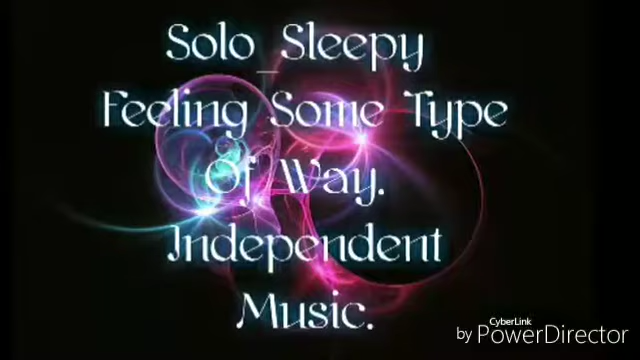 Solo_Sleepy
Feeling Some Type
Of Way.
Independent
Music.
CyberLink
by PowerDirector